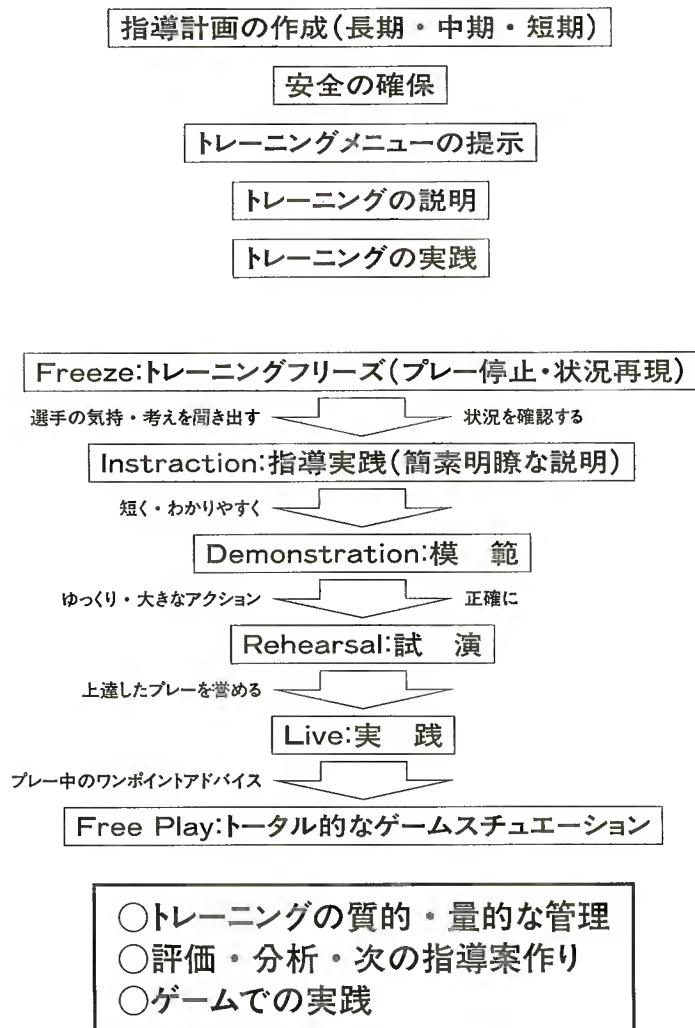 指導計画の作成(長期・中期・短期)
安全の確保
トレーニングメニューの提示
トレーニングの説明
トレーニングの実践
Freeze:トレーニングフリーズ(プレー停止・状況再現)
選手の気持・考えを聞き出す 状況を確認する
Instraction:指導実践(簡素明瞭な説明)
短く・わかりやすく
Demonstration:模 範
ゆっくり・大きなアクション 正確に
Rehearsal:試 演
上達したプレーを誉める
Live:実 践
プレー中のワンポイントアドバイス
Free Play:トータル的なゲームスチュエーション
○トレーニングの質的・量的な管理
○評価・分析・次の指導案作り
○ゲームでの実践